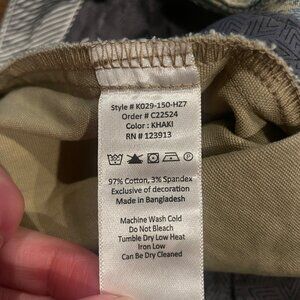 Style # K029-150-HZ7
Order # C22524
Color : KHAKI
RN # 123913
97% Cotton, 3% Spandex
Exclusive of decoration
Made in Bangladesh
Machine Wash Cold
Do Not Bleach
Tumble Dry Low Heat
Iron Low
Can Be Dry Cleaned